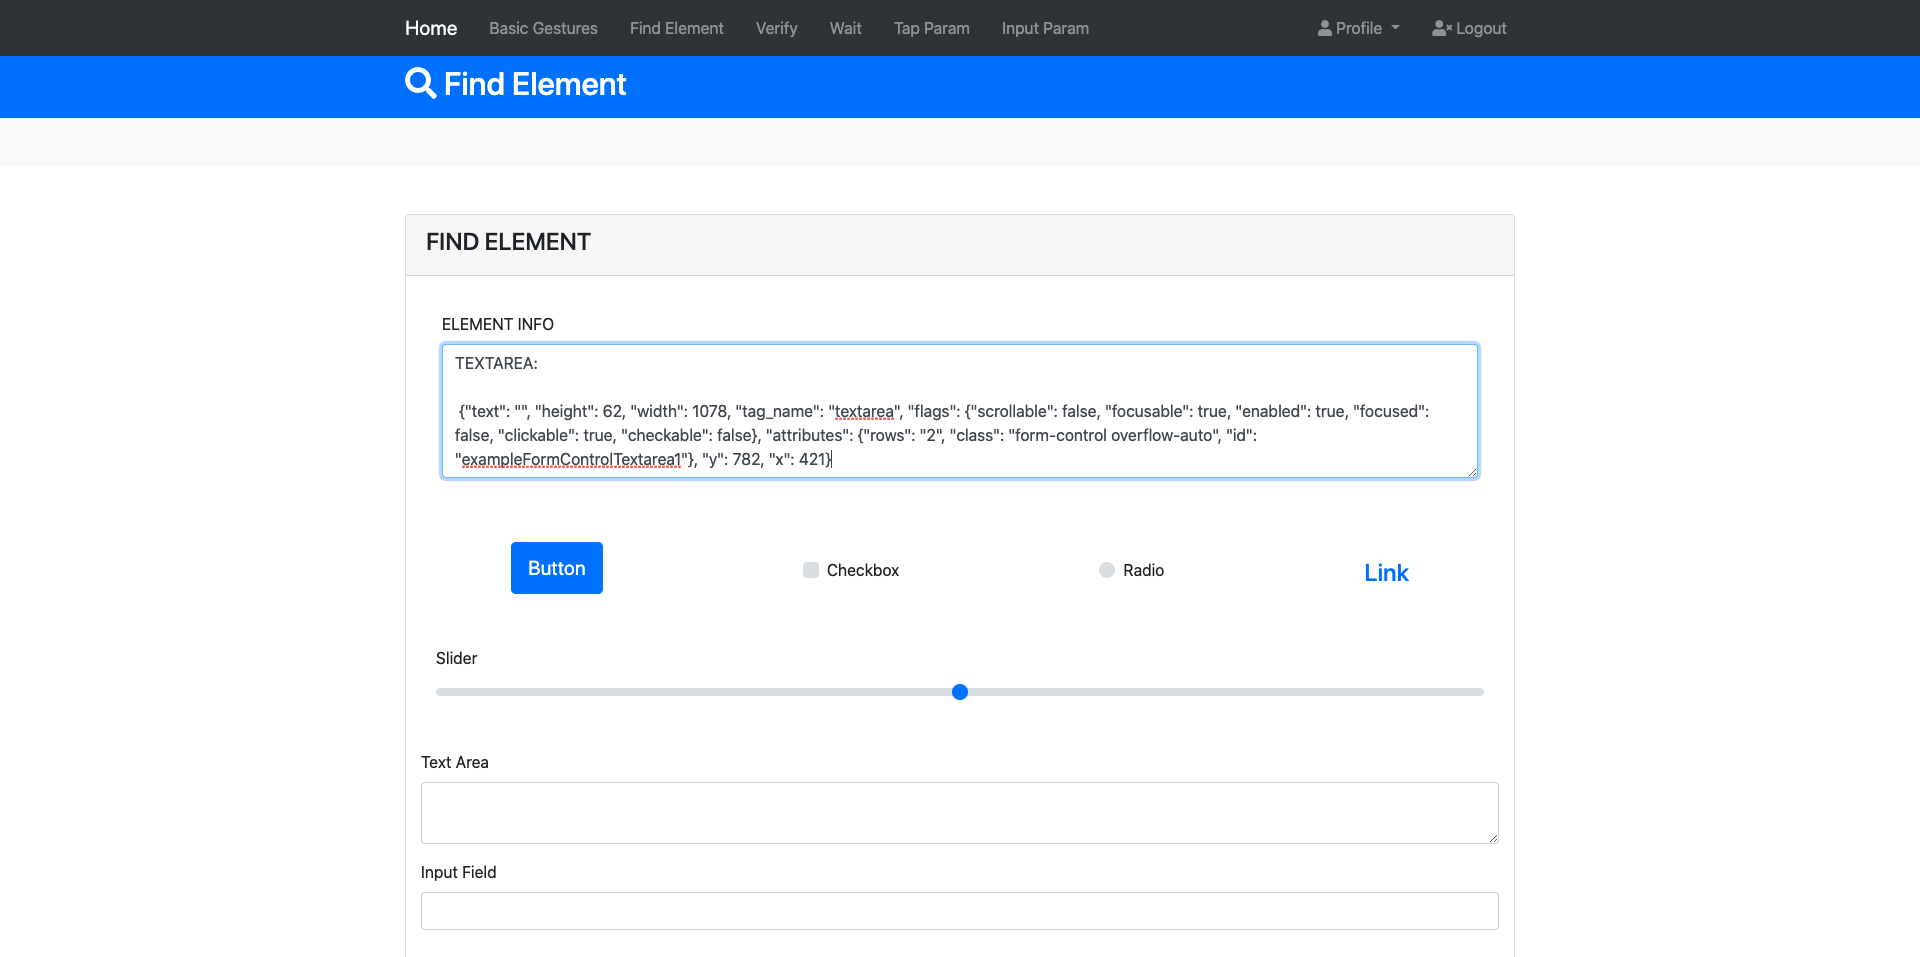 Home Basic Gestures Find Element Verify Wait Tap Param Input Param Profile Logout
Find Element
FIND ELEMENT
ELEMENT INFO
TEXTAREA:
{"text": "", "height": 62, "width": 1078, "tag_name": "textarea", "flags": {"scrollable": false, "focusable": true, "enabled": true, "focused":
false, "clickable": true, "checkable": false}, "attributes": {"rows": "2", "class": "form-control overflow-auto", "id":
"exampleFormControlTextarea1"}, "y": 782, "x": 421}
Button Checkbox Radio Link
Slider
Text Area
Input Field